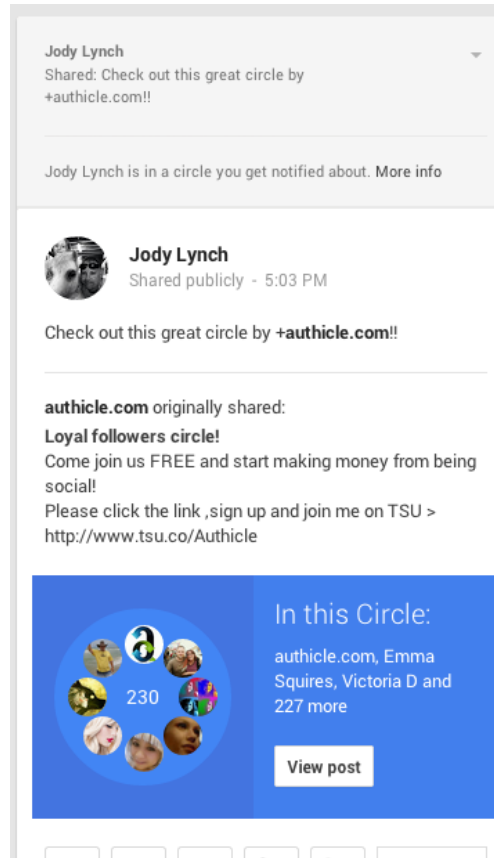 Jody Lynch
Shared: Check out this great circle by
+authicle.com!!
Jody Lynch is in a circle you get notified about. More info
Jody Lynch
Shared publicly - 5:03 PM
Check out this great circle by +authicle.com!!
authicle.com originally shared:
Loyal followers circle!
Come join us FREE and start making money from being
social!
Please click the link ,sign up and join me on TSU >
http://www.tsu.co/Authicle
In this Circle:
authicle.com, Emma
Squires, Victoria D and
227 more
a
230
View post